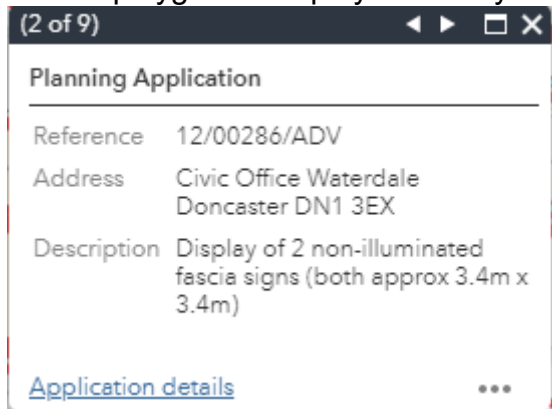 (2 of 9)
Planning Application
Reference 12/00286/ADV
Address Civic Office Waterdale
Doncaster DN1 3EX
Description Display of 2 non-illuminated
fascia signs (both approx 3.4m x
3.4m)
Application details